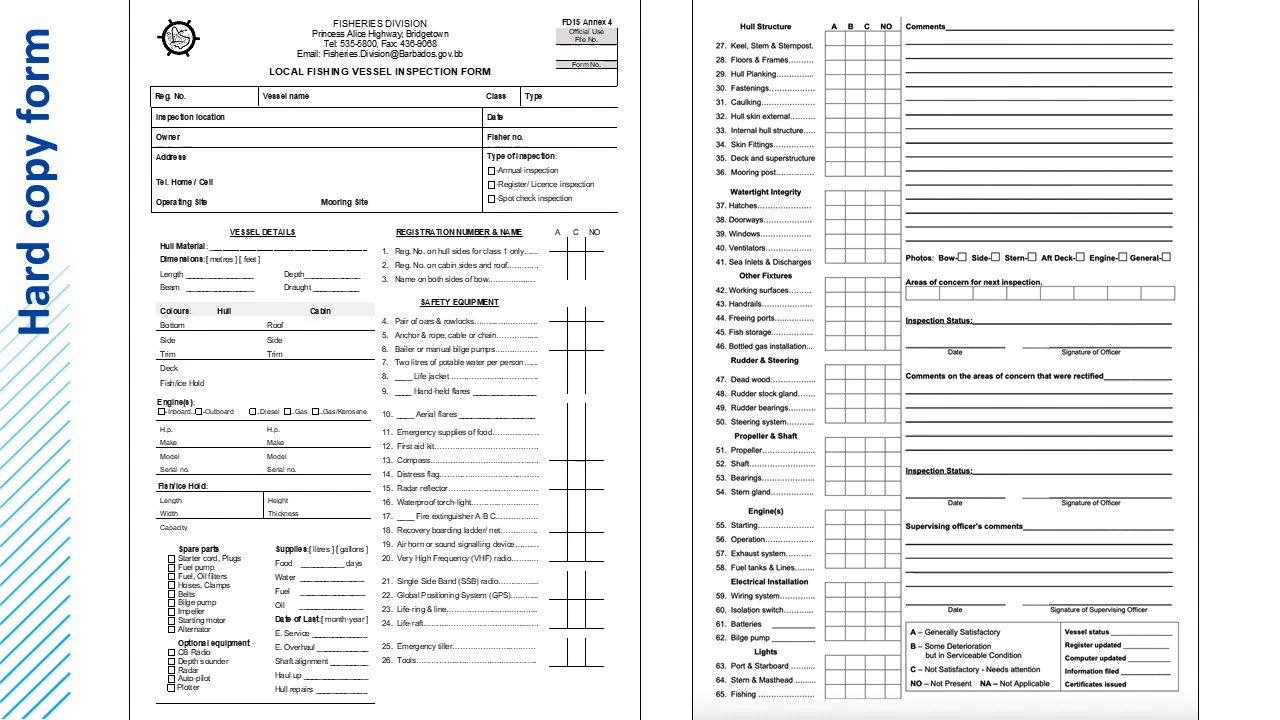 Hard copy form
FISHERIES DIVISION
Princess Alice Highway, Bridgetown
Tel: 535-5800, Fax: 436-9068
Email: Fisheries.Division@Barbados.gov.bb
LOCAL FISHING VESSEL INSPECTION FORM
FD15 Annex 4
Official Use
File No.
Form No.
Reg. No. Vessel name Class Type
Inspection location Date
Owner Fisher no.
Address Type of Inspection:
-Annual inspection
Tel. Home / Cell -Register/ Licence inspection
Operating Site Mooring Site -Spot check inspection
VESSEL DETAILS
Hull Material:
Dimensions:[ metres ] [ feet ]
Length Depth
Beam Draught
Colours: Hull Cabin
Bottom Roof
Side Side
Trim Trim
Deck
Fish/ice Hold
Engine(s):
-Inboard. -Outboard -Diesel -Gas -Gas/Kerosene
H.p. H.p.
Make Make
Model Model
Serial no. Serial no.
Fish/ice Hold:
Length Height
Width Thickness
Capacity
Spare parts
Starter cord, Plugs
Fuel pump
Fuel, Oil filters
Hoses, Clamps
Belts
Bilge pump
Impeller
Starting motor
Alternator
Optional equipment
CB Radio
Depth sounder
Radar
Auto-pilot
Plotter
Supplies:[ litres ] [ gallons ]
Food ________ days
Water
Fuel
Oil
Date of Last:[ month-year ]
E. Service
E. Overhaul
Shaft alignment
Haul up
Hull repairs
REGISTRATION NUMBER & NAME A C NO
1. Reg. No. on hull sides for class 1 only......
2. Reg. No. on cabin sides and roof...........
3. Name on both sides of bow...........
SAFETY EQUIPMENT
4. Pair of oars & rowlocks.....................
5. Anchor & rope, cable or chain...............
6. Bailer or manual bilge pumps...............
7. Two litres of potable water per person......
8. ____ Life jacket ........................
9. ____ Hand-held flares ______________
10. ____ Aerial flares ________________
11. Emergency supplies of food................
12. First aid kit..........................
13. Compass..........................
14. Distress flag..........................
15. Radar reflector..........................
16. Waterproof torch-light....................
17. ____ Fire extinguisher A B C...............
18. Recovery boarding ladder/ net..............
19. Air horn or sound signalling device.........
20. Very High Frequency (VHF) radio..........
21. Single Side Band (SSB) radio...............
22. Global Positioning System (GPS)..........
23. Life-ring & line..........................
24. Life-raft..........................
25. Emergency tiller..........................
26. Tools..........................
Hull Structure A B C NO
27. Keel, Stern & Sternpost.
28. Floors & Frames...........
29. Hull Planking..............
30. Fastenings................
31. Caulking..................
32. Hull skin external..........
33. Internal hull structure.....
34. Skin Fittings...............
35. Deck and superstructure
36. Mooring post.............
Watertight Integrity
37. Hatches....................
38. Doorways..................
39. Windows...................
40. Ventilators................
41. Sea Inlets & Discharges
Other Fixtures
42. Working surfaces.........
43. Handrails..................
44. Freeing ports..............
45. Fish storage...............
46. Bottled gas installation...
Rudder & Steering
47. Dead wood................
48. Rudder stock gland.......
49. Rudder bearings..........
50. Steering system...........
Propeller & Shaft
51. Propeller..................
52. Shaft.....................
53. Bearings..................
54. Stern gland...............
Engine(s)
55. Starting...................
56. Operation.................
57. Exhaust system..........
58. Fuel tanks & Lines.......
Electrical Installation
59. Wiring system............
60. Isolation switch...........
61. Batteries ________
62. Bilge pump ________
Lights
63. Port & Starboard .........
64. Stern & Masthead ........
65. Fishing ..................
Comments
Photos: Bow- Side- Stern- Aft Deck- Engine- General-
Areas of concern for next inspection.
Inspection Status:
Date Signature of Officer
Comments on the areas of concern that were rectified
Inspection Status:
Date Signature of Officer
Supervising officer's comments
Date Signature of Supervising Officer
A – Generally Satisfactory
B – Some Deterioration
but in Serviceable Condition
C – Not Satisfactory - Needs attention
NO – Not Present NA – Not Applicable
Vessel status
Register updated
Computer updated
Information filed
Certificates issued